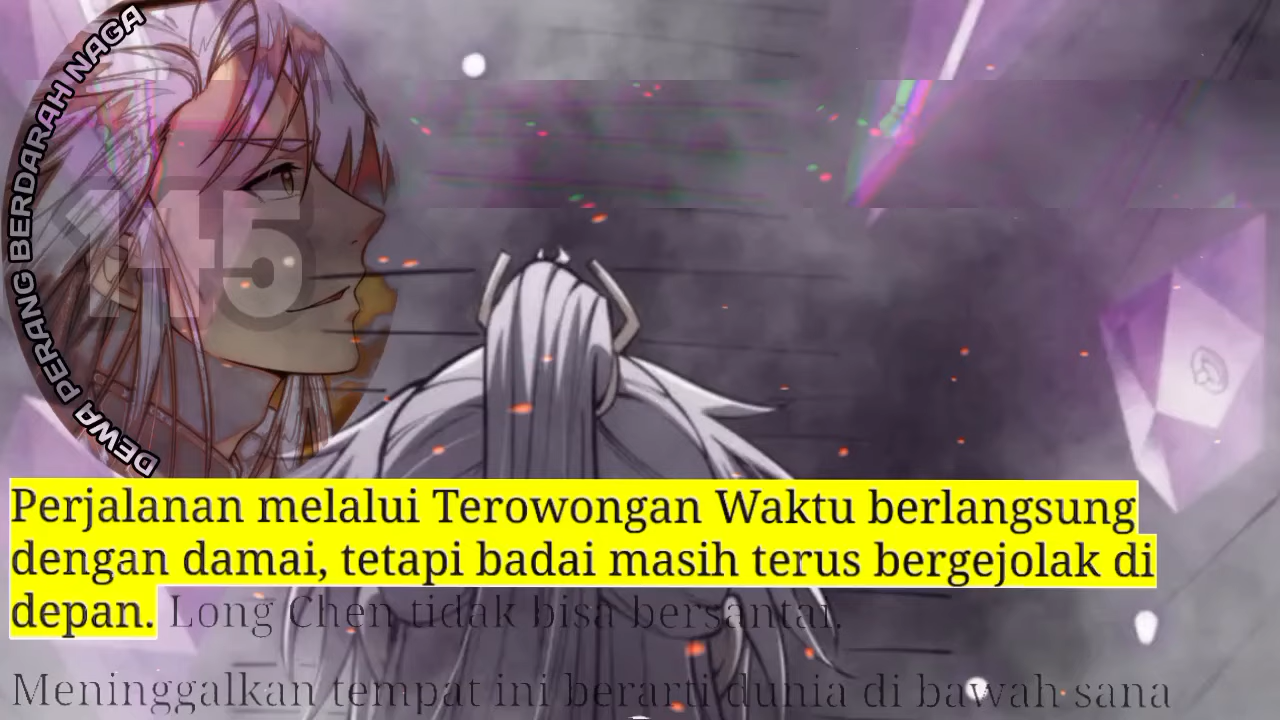 DEWA PERANG BERDARAH NAGA
145
Perjalanan melalui Terowongan Waktu berlangsung
dengan damai, tetapi badai masih terus bergejolak di
depan. Long Chen tidak bisa bersantai.
Meninggalkan tempat ini berarti dunia di bawah sana